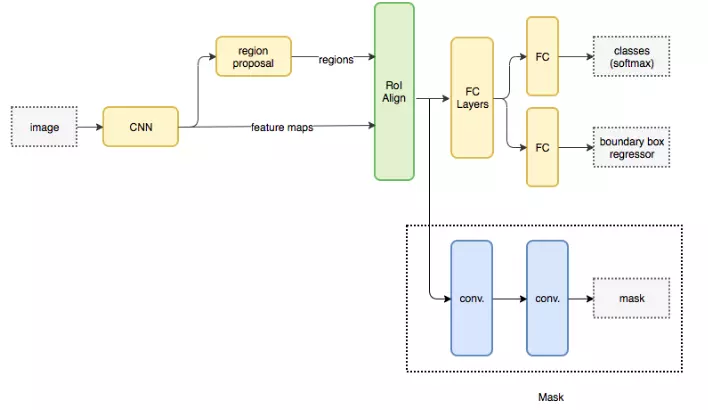 region
proposal
regions
image
CNN
feature maps
RoI
Align
FC
Layers
FC
classes
(softmax)
FC
boundary box
regressor
conv.
conv.
mask
Mask